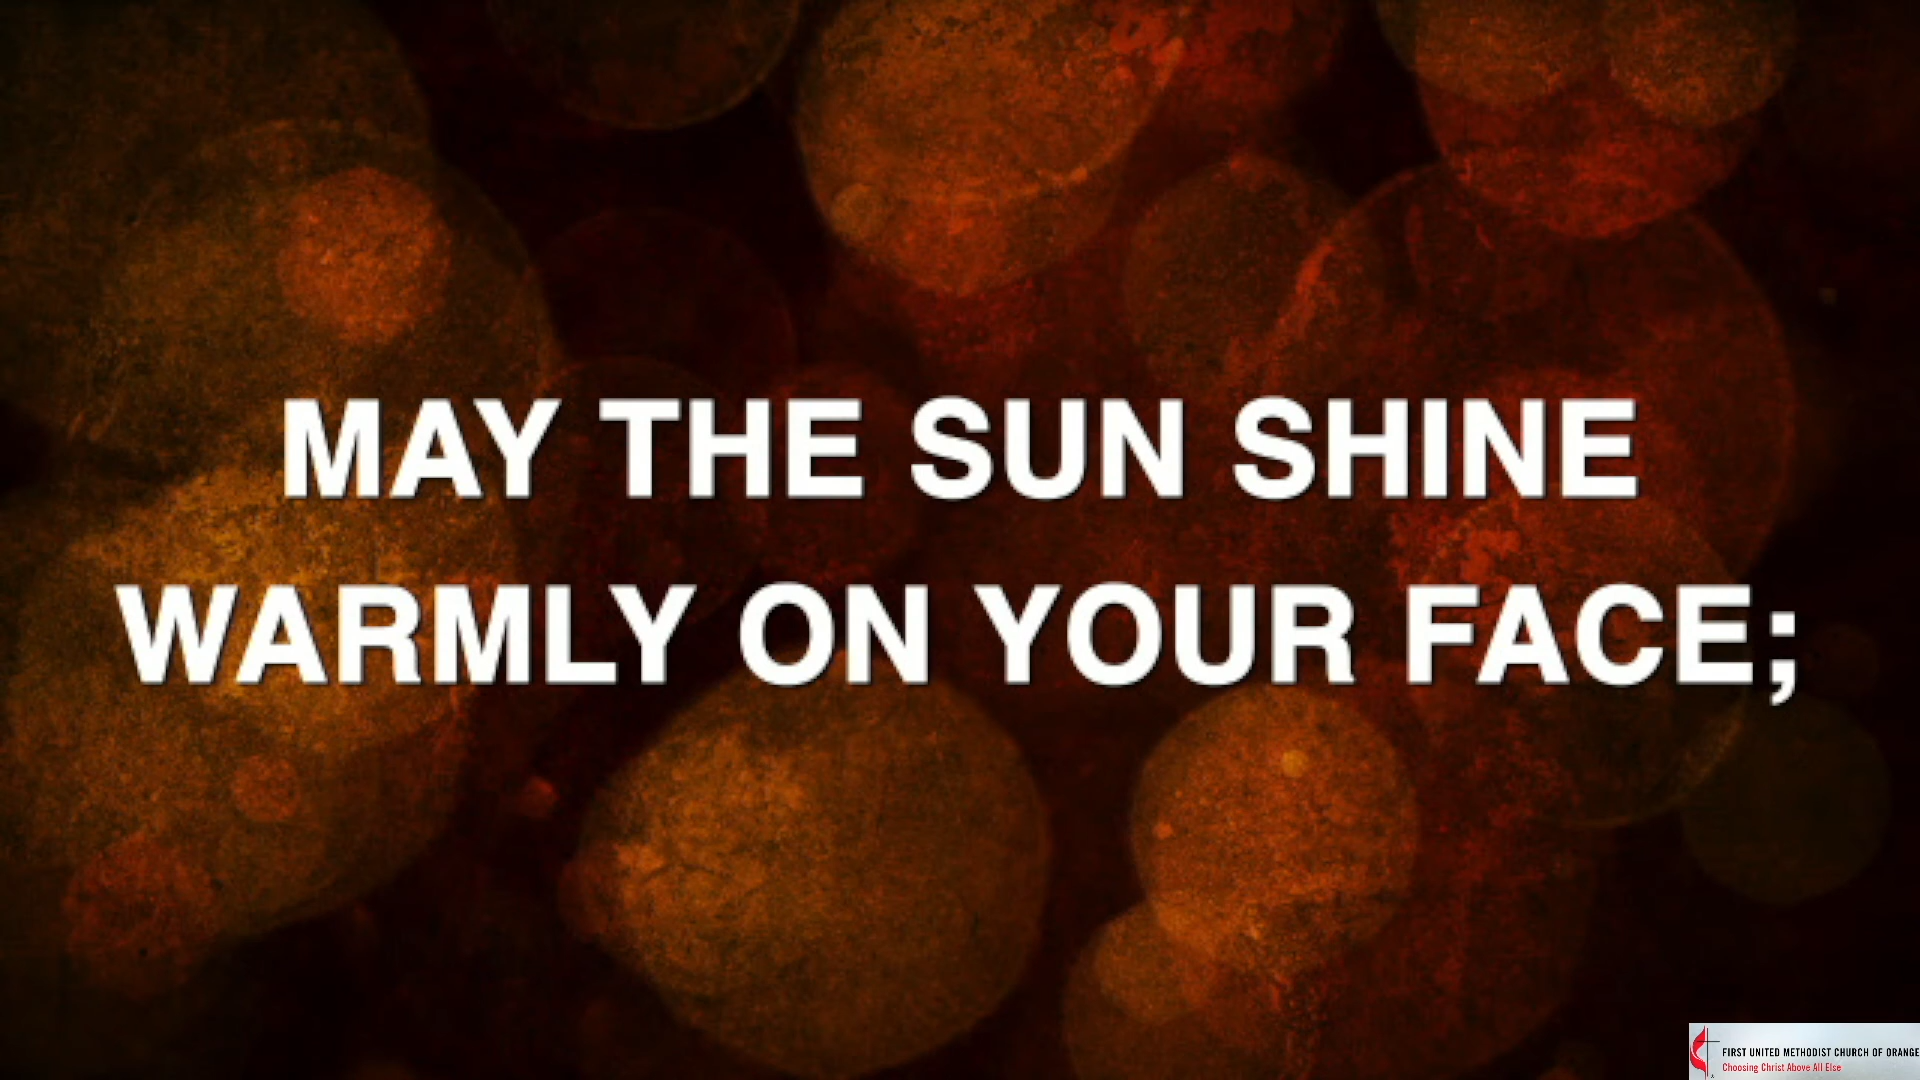 MAY THE SUN SHINE
WARMLY ON YOUR FACE;
FIRST UNITED METHODIST CHURCH OF ORANGE
Choosing Christ Above All Else